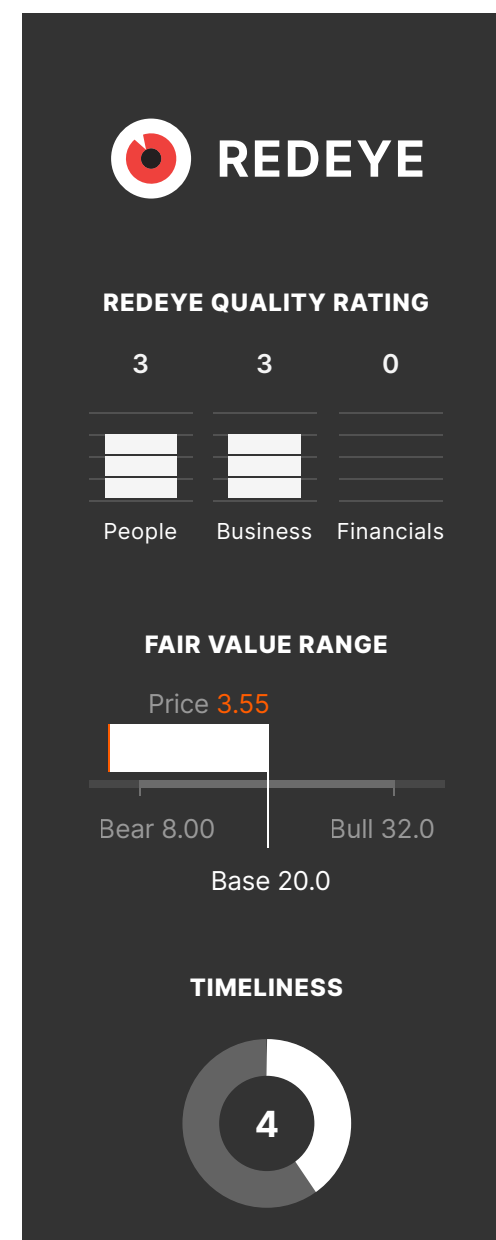 REDEYE
REDEYE QUALITY RATING
3 3 0
People Business Financials
FAIR VALUE RANGE
Price 3.55
Bear 8.00 Bull 32.0
Base 20.0
TIMELINESS
4